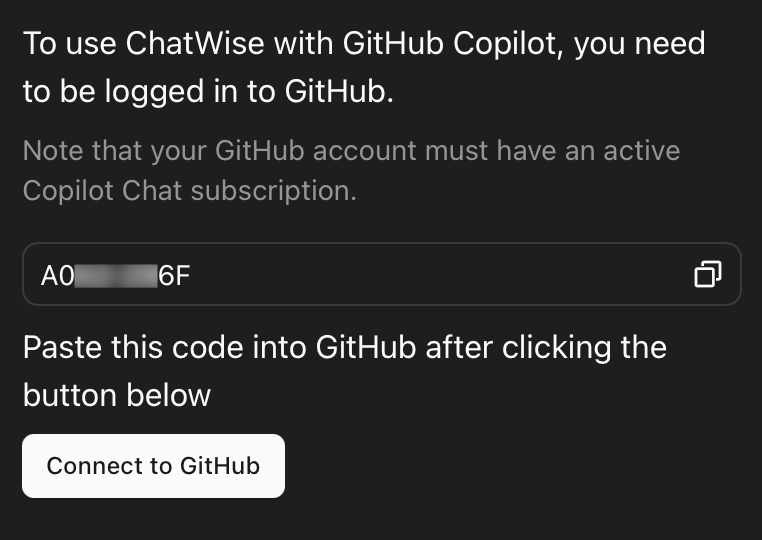 To use ChatWise with GitHub Copilot, you need
to be logged in to GitHub.
Note that your GitHub account must have an active
Copilot Chat subscription.
A0 6F
Paste this code into GitHub after clicking the
button below
Connect to GitHub